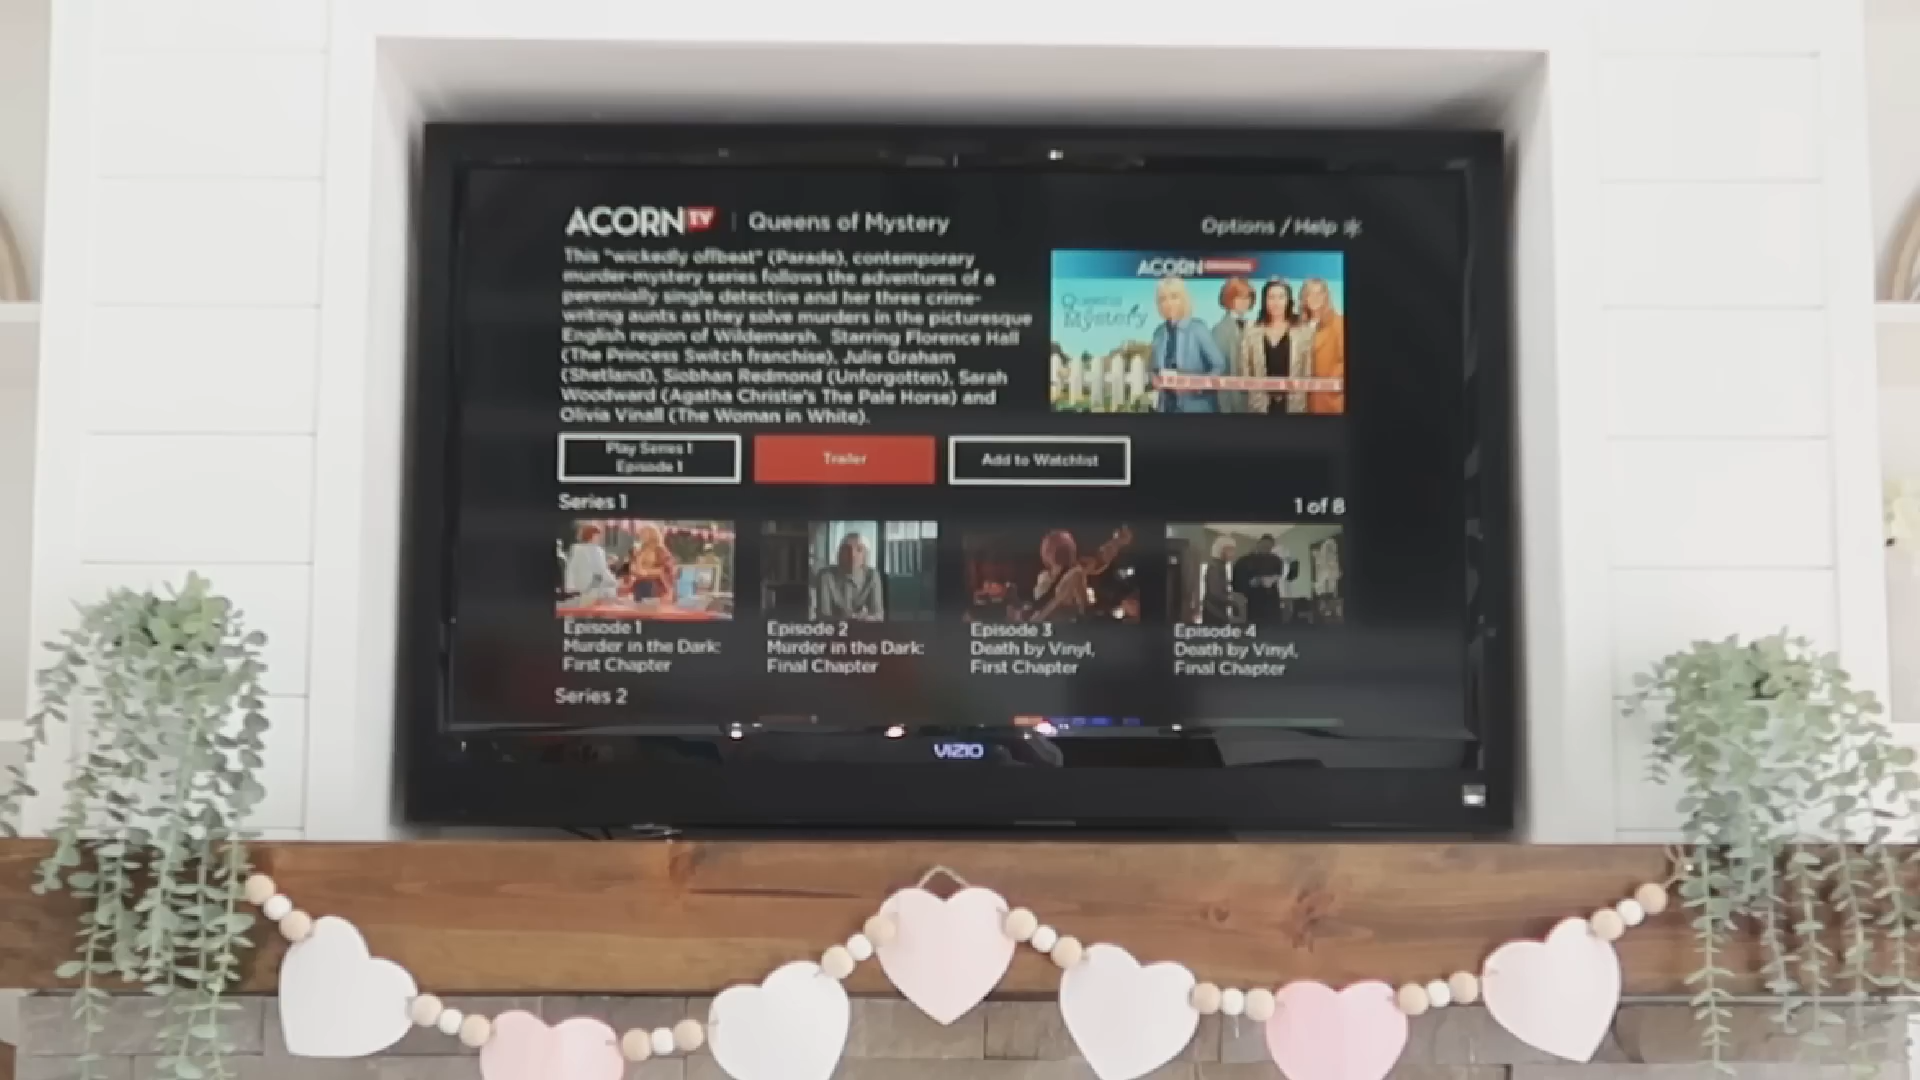 ACORN TV | Queens of Mystery
Options / Help *
This "wickedly offbeat" (Parade), contemporary
murder-mystery series follows the adventures of a
perennially single detective and her three crime-
writing aunts as they solve murders in the picturesque
English region of Wildemarsh. Starring Florence Hall
(The Princess Switch franchise), Julie Graham
(Shetland), Siobhan Redmond (Unforgotten), Sarah
Woodward (Agatha Christie's The Pale Horse) and
Olivia Vinall (The Woman in White).
ACORN
Queens
of Mystery
Play Series 1
Episode 1
Trailer
Add to Watchlist
Series 1
1 of 8
Episode 1
Murder in the Dark:
First Chapter
Episode 2
Murder in the Dark:
Final Chapter
Episode 3
Death by Vinyl,
First Chapter
Episode 4
Death by Vinyl,
Final Chapter
Series 2
VIZIO